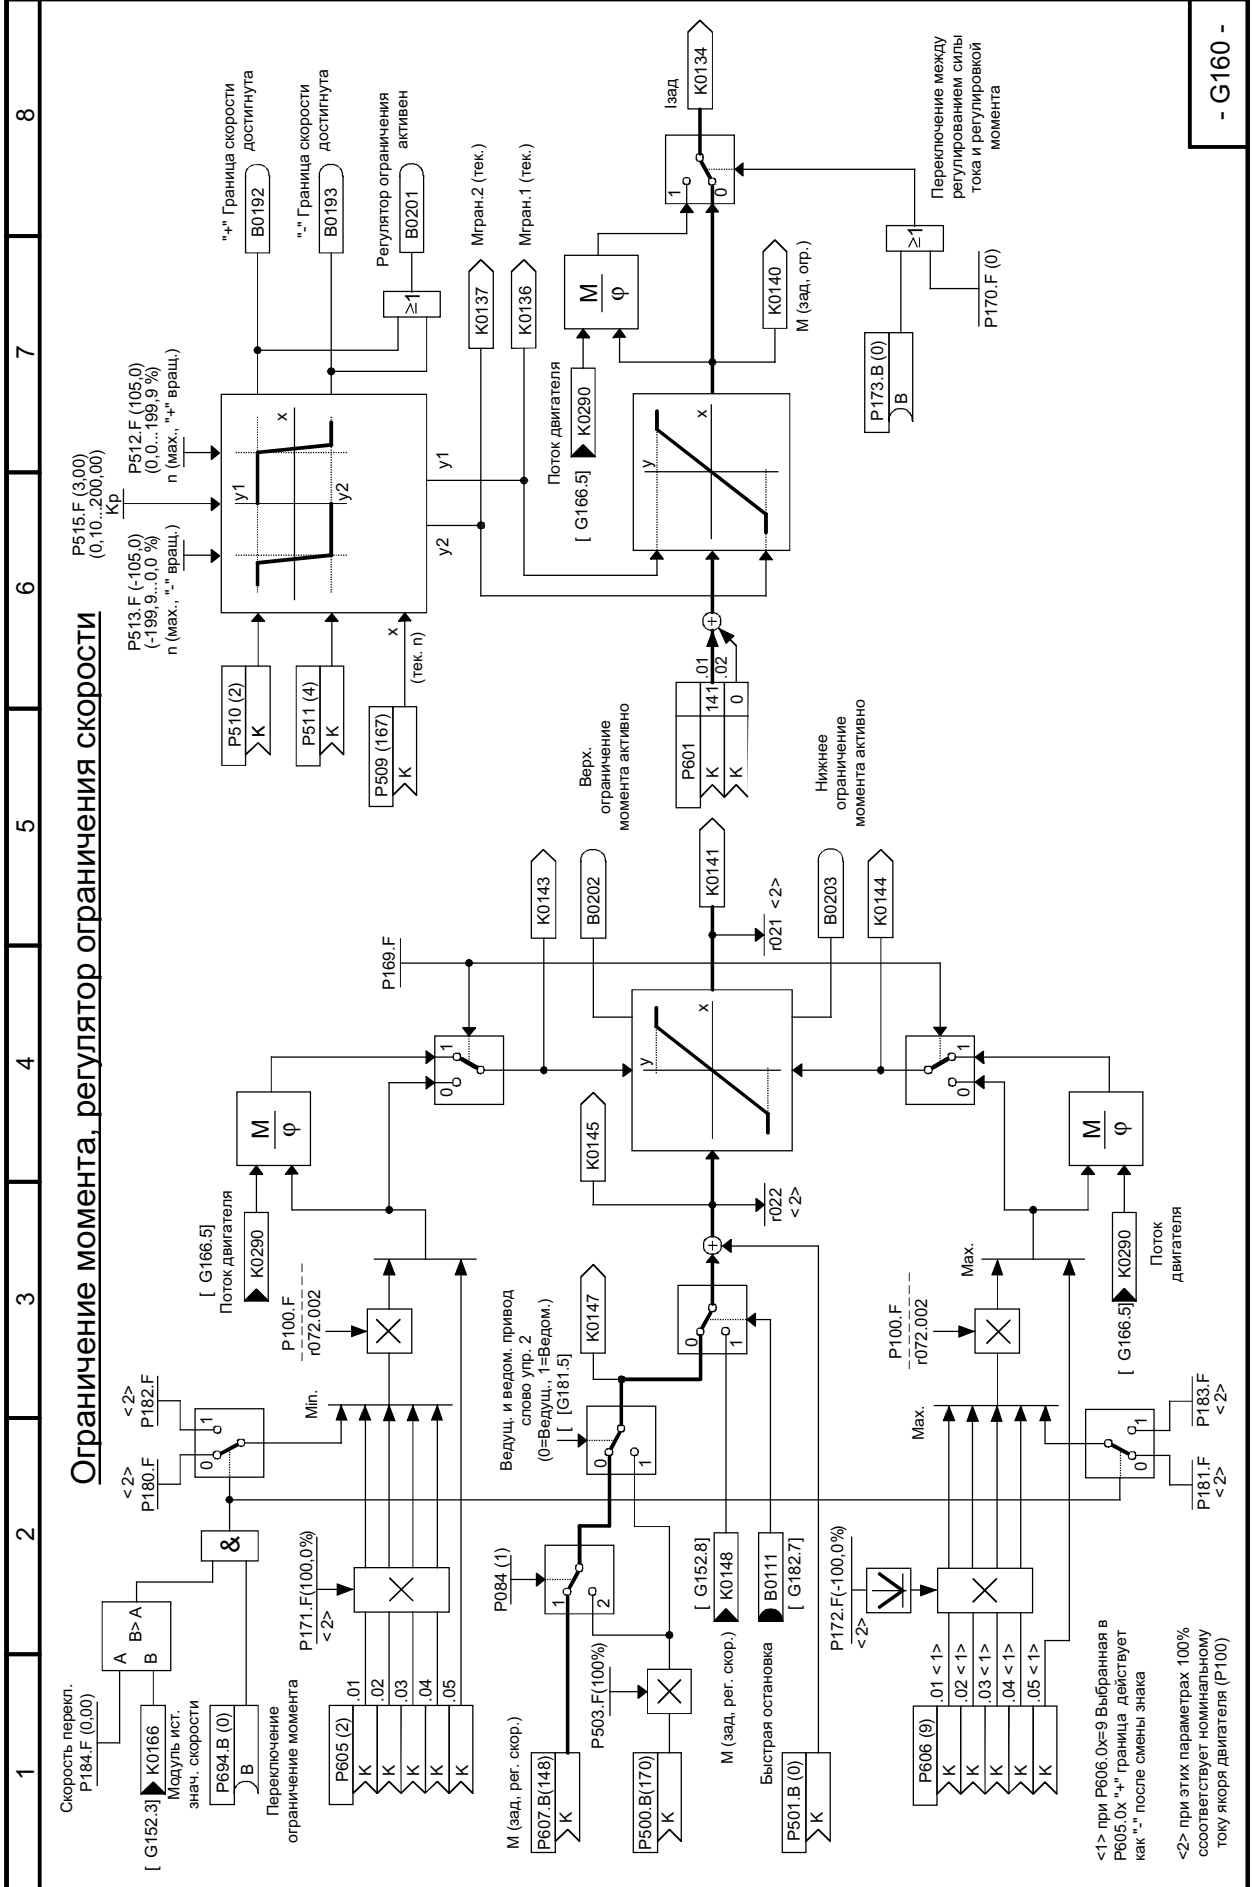 Ограничение момента, регулятор ограничения скорости
1
2
3
4
5
6
7
8
Скорость перекл.
P184.F (0,00)
A
B
B> A
[ G152.3]
K0166
Модуль ист.
знач. скорости
P694.B (0)
B
Переключение
ограничение момента
&
<2>
P180.F
<2>
P182.F
0
1
P605 (2)
K
K
K
K
K
.01
.02
.03
.04
.05
P171.F(100,0%)
<2>
Min.
P100.F
r072.002
[ G166.5]
Поток двигателя
K0290
M
φ
0
1
P169.F
K0143
B0202
Верх.
ограничение
момента активно
М (зад, рег. скор.)
P607.B(148)
K
P500.B(170)
K
P503.F(100%)
P084 (1)
1
2
Ведущ. и ведом. привод
слово упр. 2
(0=Ведущ., 1=Ведом.)
[ [G181.5]
0
1
K0147
[ G152.8]
K0148
М (зад, рег. скор.)
B0111
[ G182.7]
Быстрая остановка
P501.B (0)
K
0
1
K0145
r022
<2>
y
x
K0141
r021 <2>
B0203
K0144
Нижнее
ограничение
момента активно
P172.F(-100,0%)
<2>
P606 (9)
K
K
K
K
K
.01 <1>
.02 <1>
.03 <1>
.04 <1>
.05 <1>
Max.
P100.F
r072.002
Max.
0
1
P181.F
<2>
P183.F
<2>
[ G166.5]
K0290
Поток
двигателя
M
φ
0
1
P510 (2)
K
P511 (4)
K
P509 (167)
K
x
(тек. n)
P513.F (-105,0)
(-199,9...0,0 %)
n (мах., "-" вращ.)
P515.F (3,00)
(0,10...200,00)
Kp
P512.F (105,0)
(0,0...199,9 %)
n (мах., "+" вращ.)
y1
y2
x
y2
y1
"+" Граница скорости
достигнута
B0192
"-" Граница скорости
достигнута
B0193
Регулятор ограничения
активен
B0201
≥1
K0137
Мгран.2 (тек.)
K0136
Мгран.1 (тек.)
P601
K
K
141
0
.01
.02
y
x
[ G166.5]
Поток двигателя
K0290
M
φ
K0140
М (зад, огр.)
1
0
Iзад
K0134
P173.B (0)
B
P170.F (0)
≥1
Переключение между
регулированием силы
тока и регулировкой
момента
<1> при P606.0x=9 Выбранная в
P605.0x "+" граница действует
как "-" после смены знака
<2> при этих параметрах 100%
ссоответствует номинальному
току якоря двигателя (P100)
- G160 -